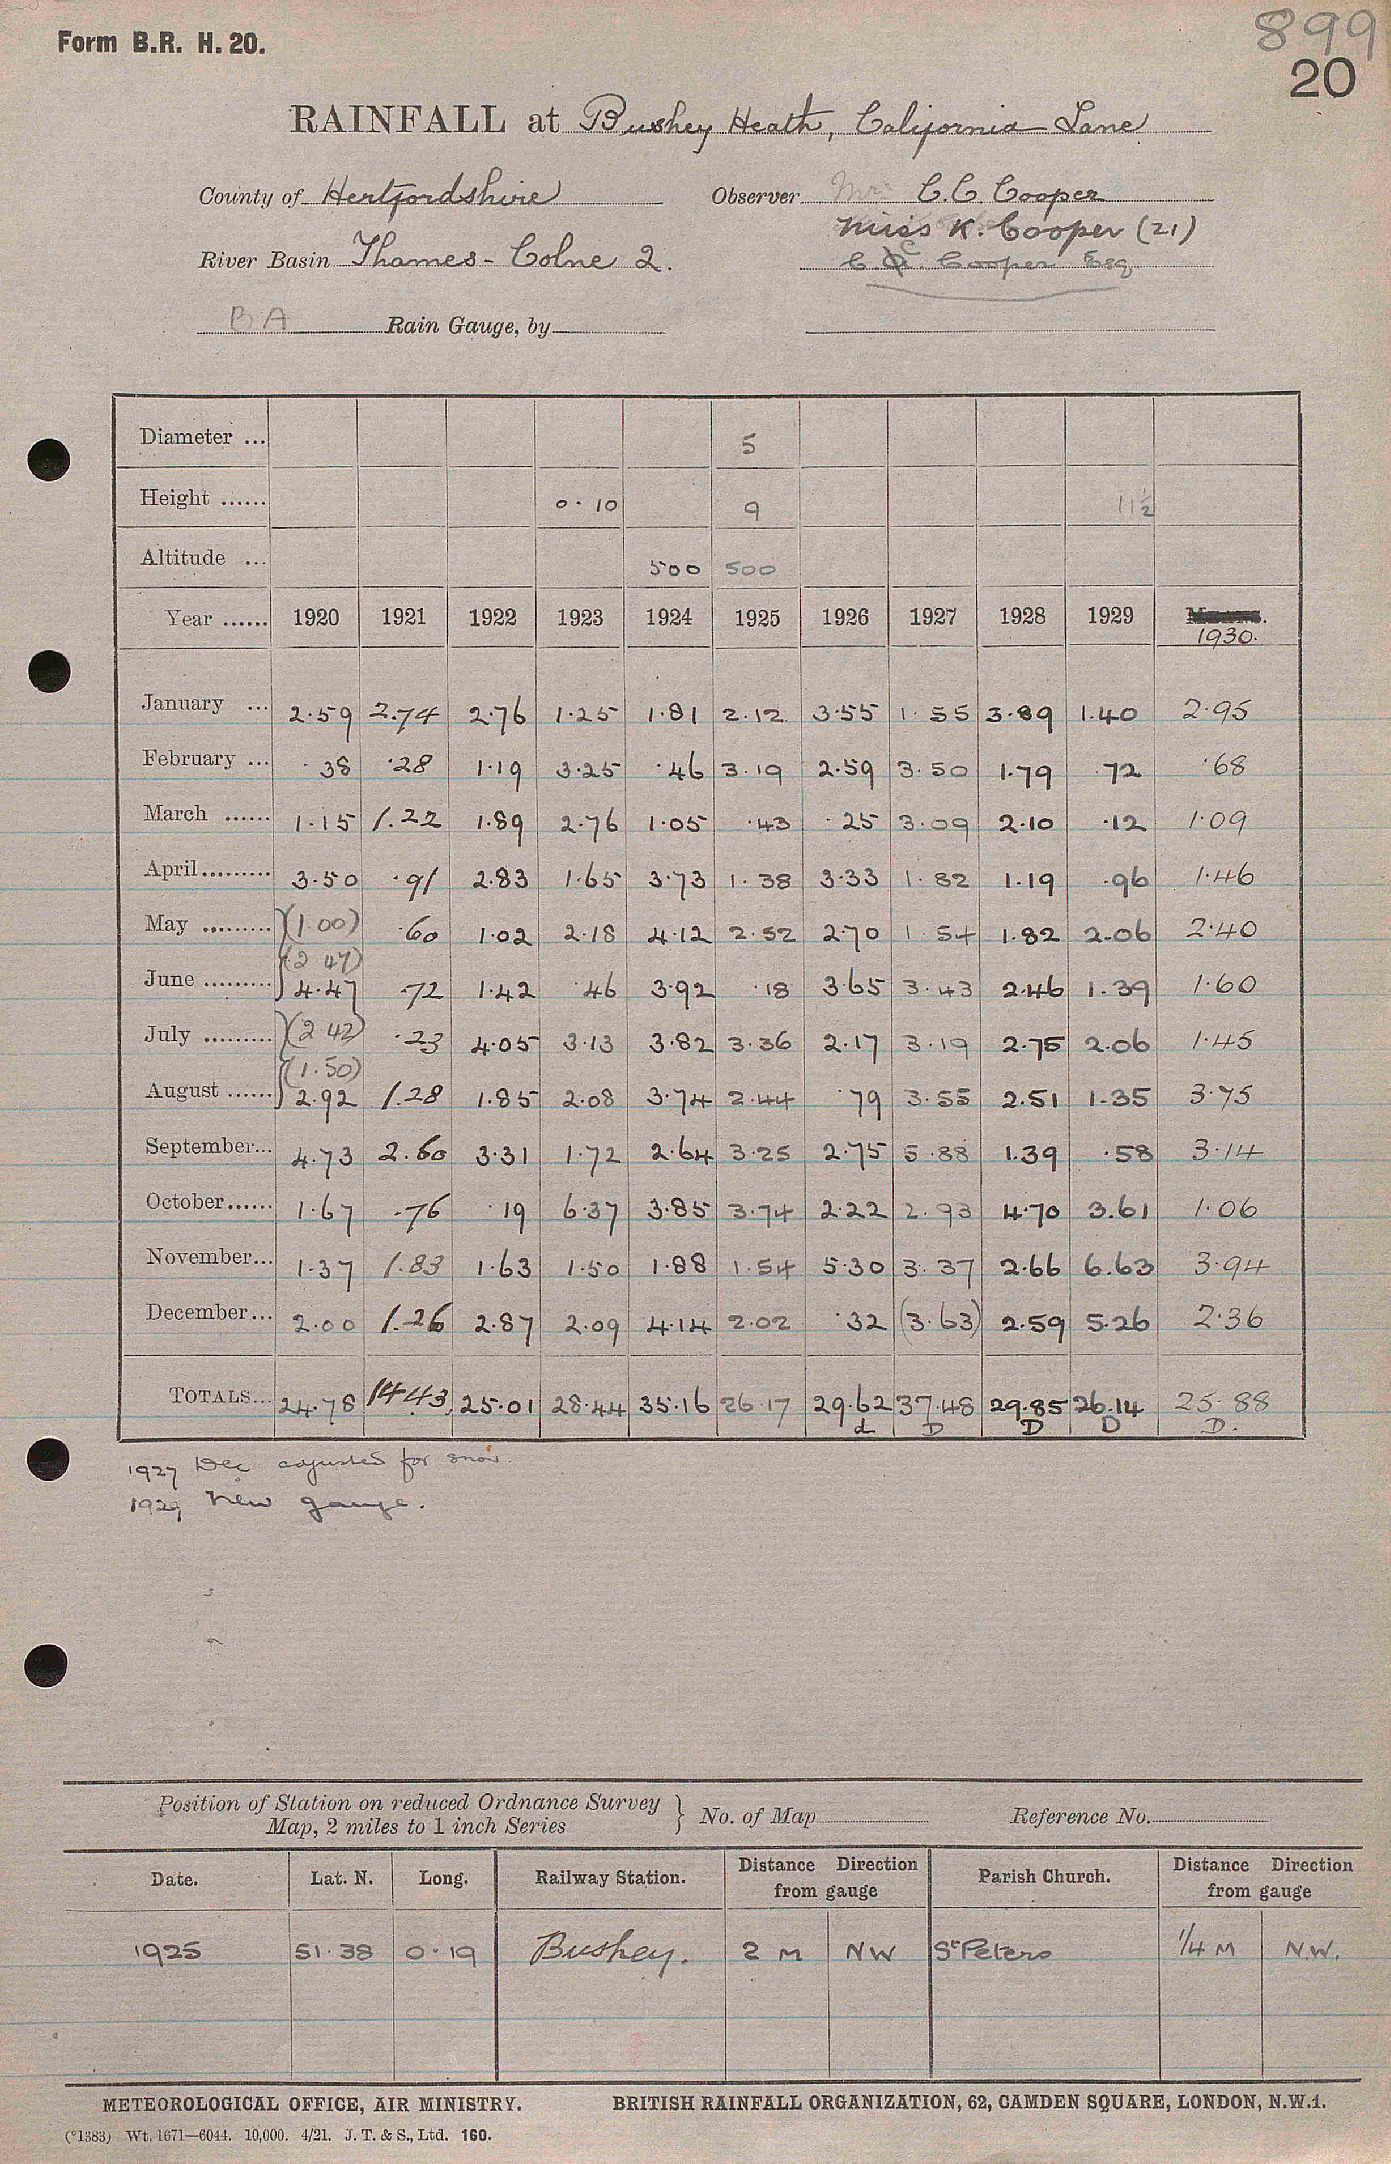 Form B.R. H. 20.
899
20
RAINFALL at Bushey Heath, California Lane
County of Hertfordshire Observer Mr C.C. Cooper
Miss K. Cooper (21)
River Basin Thames - Colne 2. C. C. Cooper Esq
BA Rain Gauge, by
Diameter ... 5
Height ...... 0.10 9 11½
Altitude ... 500 500
Year ...... 1920 1921 1922 1923 1924 1925 1926 1927 1928 1929 1930.
January ... 2.59 2.74 2.76 1.25 1.81 2.12 3.55 1.55 3.89 1.40 2.95
February ... .38 .28 1.19 3.25 .46 3.19 2.59 3.50 1.79 .72 .68
March ...... 1.15 1.22 1.89 2.76 1.05 .43 .25 3.09 2.10 .12 1.09
April ......... 3.50 .91 2.83 1.65 3.73 1.38 3.33 1.82 1.19 .96 1.46
May ......... (1.00) .60 1.02 2.18 4.12 2.52 2.70 1.54 1.82 2.06 2.40
(2 47)
June ......... 4.47 .72 1.42 .46 3.92 .18 3.65 3.43 2.46 1.39 1.60
July ......... (2 42) .23 4.05 3.13 3.82 3.36 2.17 3.19 2.75 2.06 1.45
(1.50)
August ...... 2.92 1.28 1.85 2.08 3.74 2.44 .79 3.55 2.51 1.35 3.75
September... 4.73 2.60 3.31 1.72 2.64 3.25 2.75 5.88 1.39 .58 3.14
October...... 1.67 .76 .19 6.37 3.85 3.74 2.22 2.93 4.70 3.61 1.06
November... 1.37 1.83 1.63 1.50 1.88 1.54 5.30 3.37 2.66 6.63 3.94
December... 2.00 1.26 2.87 2.09 4.14 2.02 .32 (3.63) 2.59 5.26 2.36
TOTALS... 24.78 14.43 25.01 28.44 35.16 26.17 29.62 37.48 29.85 26.14 25.88
d D D D D.
1927 Dec adjusted for snow.
1929 New gauge.
Position of Station on reduced Ordnance Survey
Map, 2 miles to 1 inch Series } No. of Map Reference No.
Date. Lat. N. Long. Railway Station. Distance Direction from gauge Parish Church. Distance Direction from gauge
1925 51.38 0.19 Bushey. 2 M NW St Peters ¼ M N.W.
METEOROLOGICAL OFFICE, AIR MINISTRY. BRITISH RAINFALL ORGANIZATION, 62, CAMDEN SQUARE, LONDON, N.W.1.
(*1383) Wt. 1671—6044. 10,000. 4/21. J. T. & S., Ltd. 160.